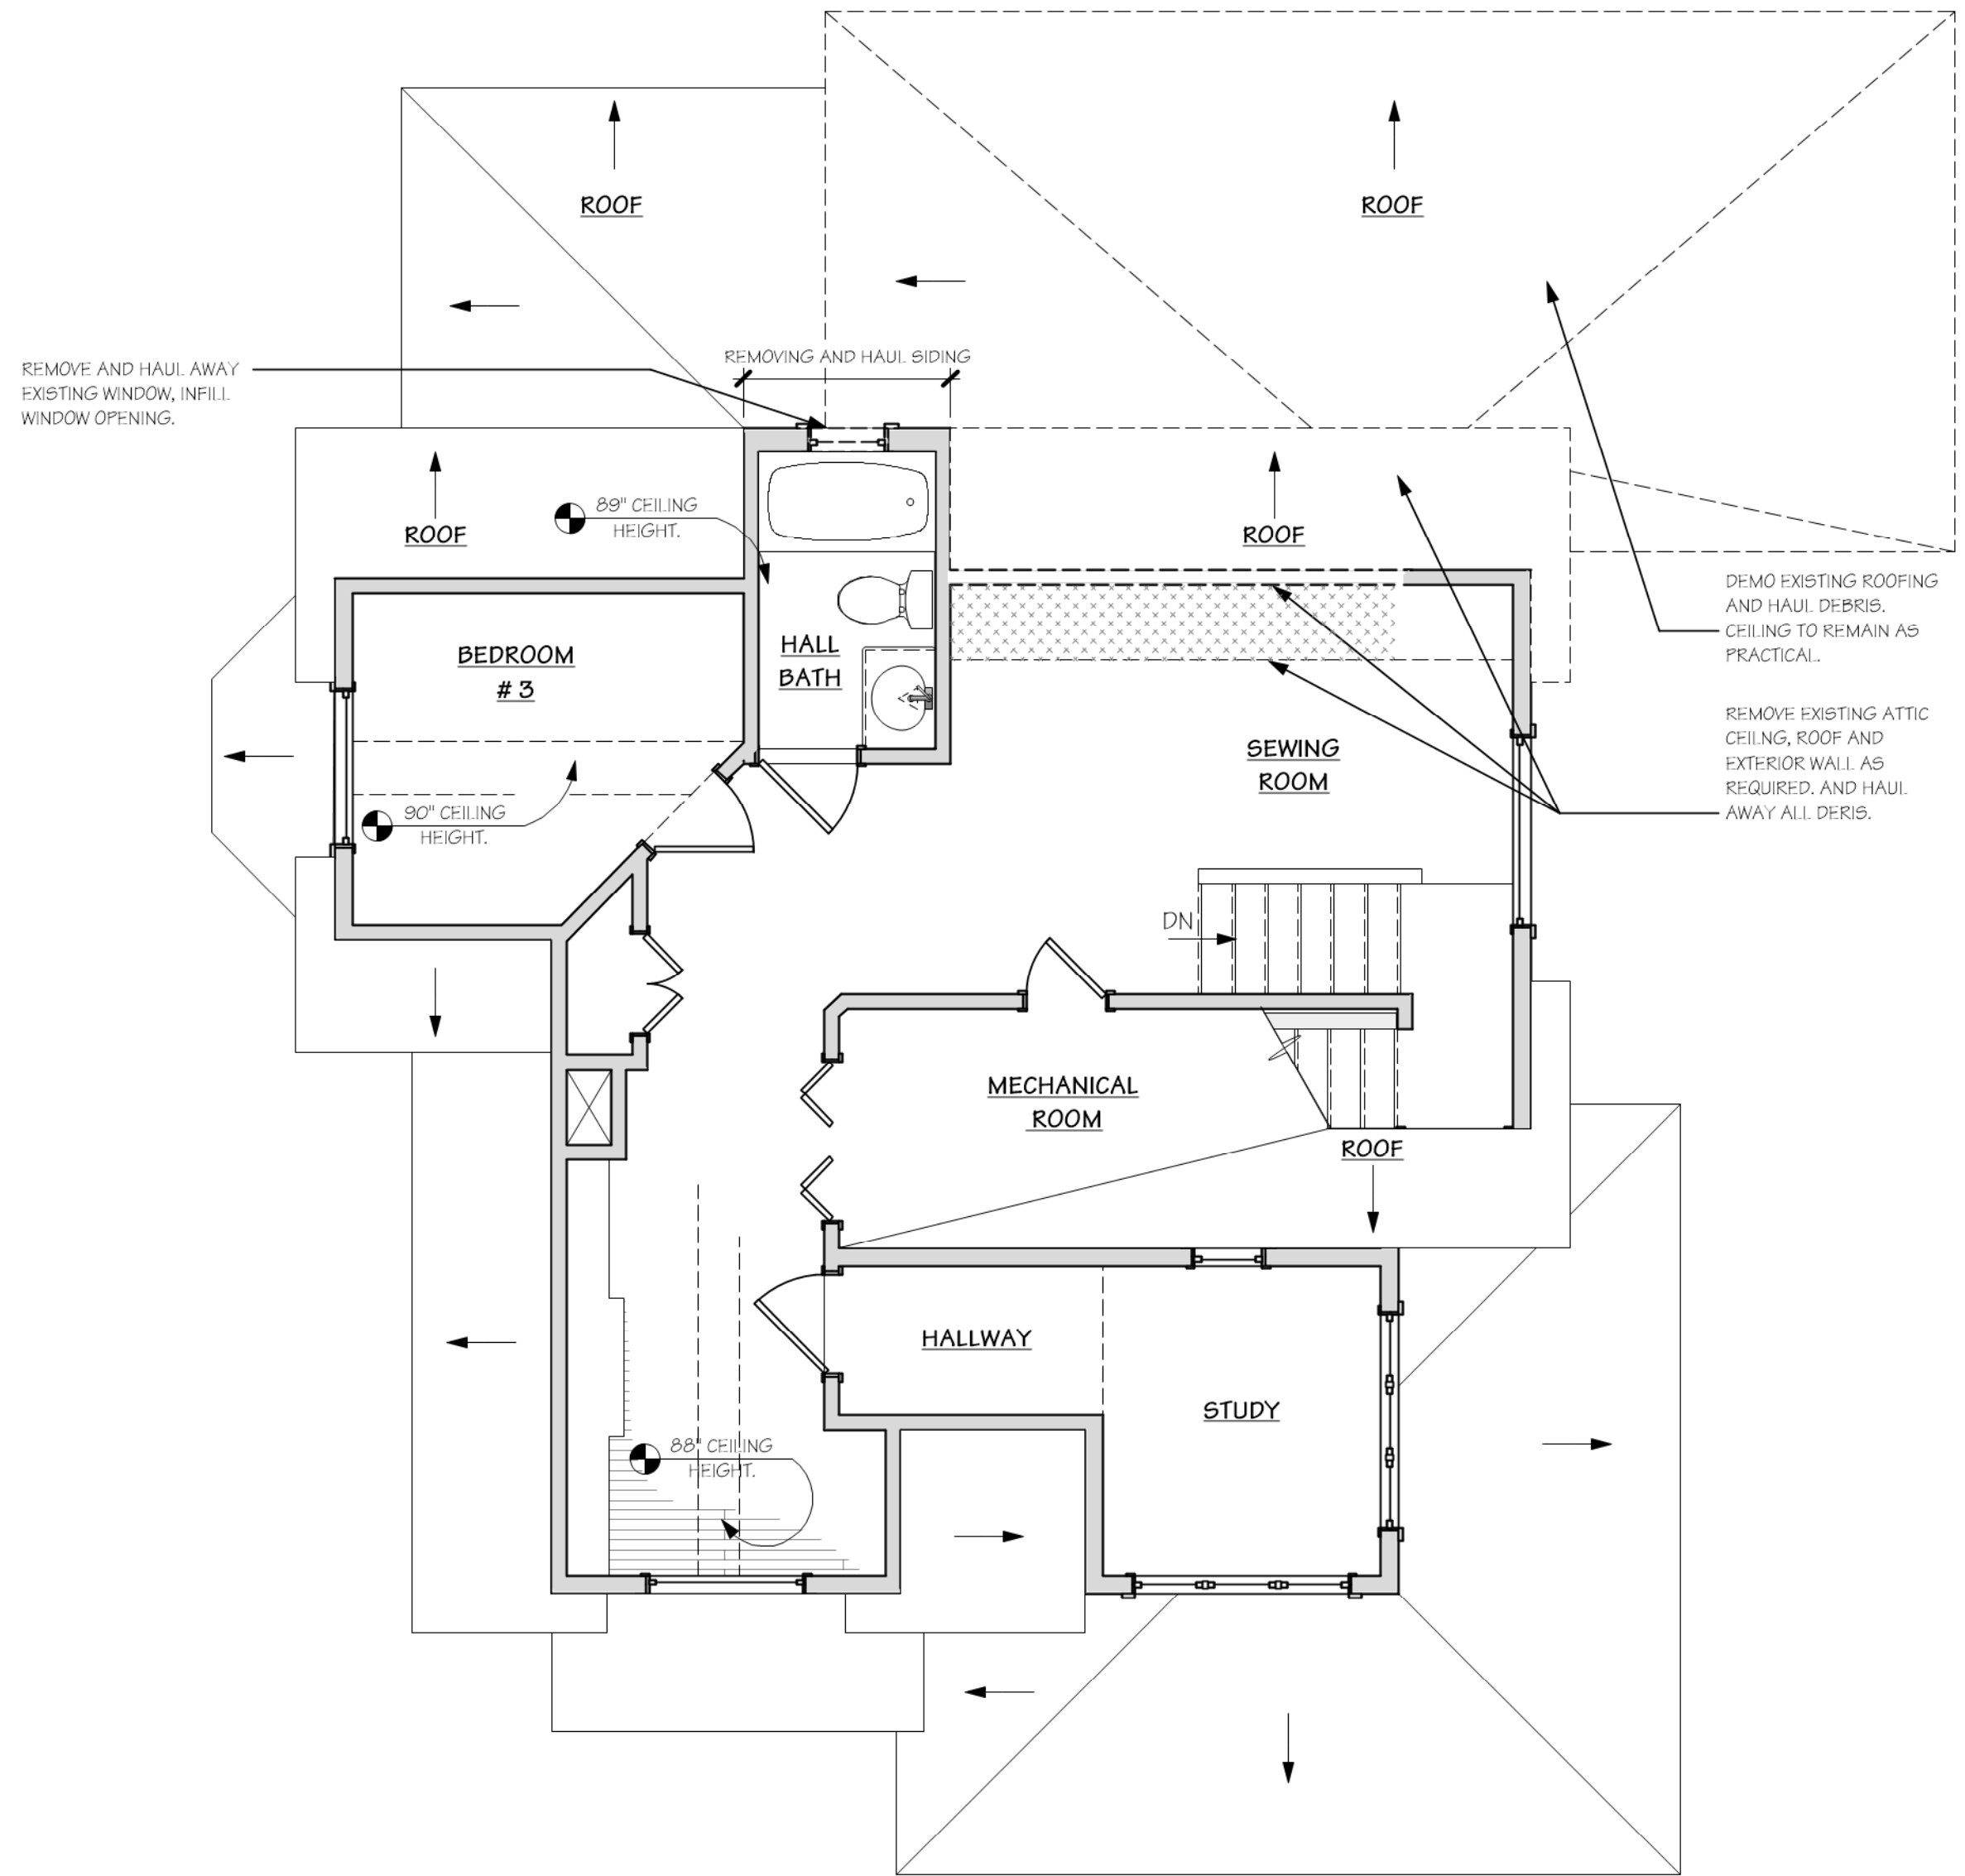 ROOF
ROOF
REMOVE AND HAUL AWAY
EXISTING WINDOW, INFILL
WINDOW OPENING.
REMOVING AND HAUL SIDING
89" CEILING
HEIGHT.
ROOF
ROOF
DEMO EXISTING ROOFING
AND HAUL DEBRIS.
CEILING TO REMAIN AS
PRACTICAL.
BEDROOM
# 3
HALL
BATH
REMOVE EXISTING ATTIC
CEILNG, ROOF AND
EXTERIOR WALL AS
REQUIRED. AND HAUL
AWAY ALL DERIS.
SEWING
ROOM
90" CEILING
HEIGHT.
DN
MECHANICAL
ROOM
ROOF
HALLWAY
STUDY
88" CEILING
HEIGHT.